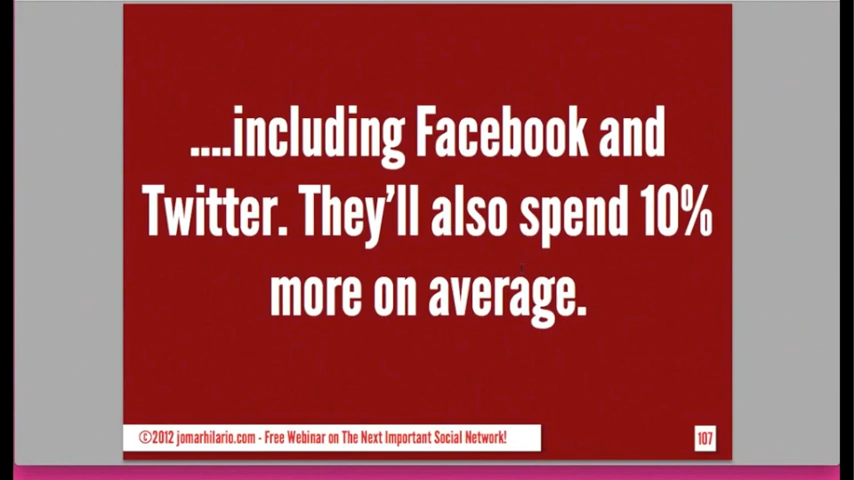 ....including Facebook and
Twitter. They’ll also spend 10%
more on average.
©2012 jomarhilario.com - Free Webinar on The Next Important Social Network!
107